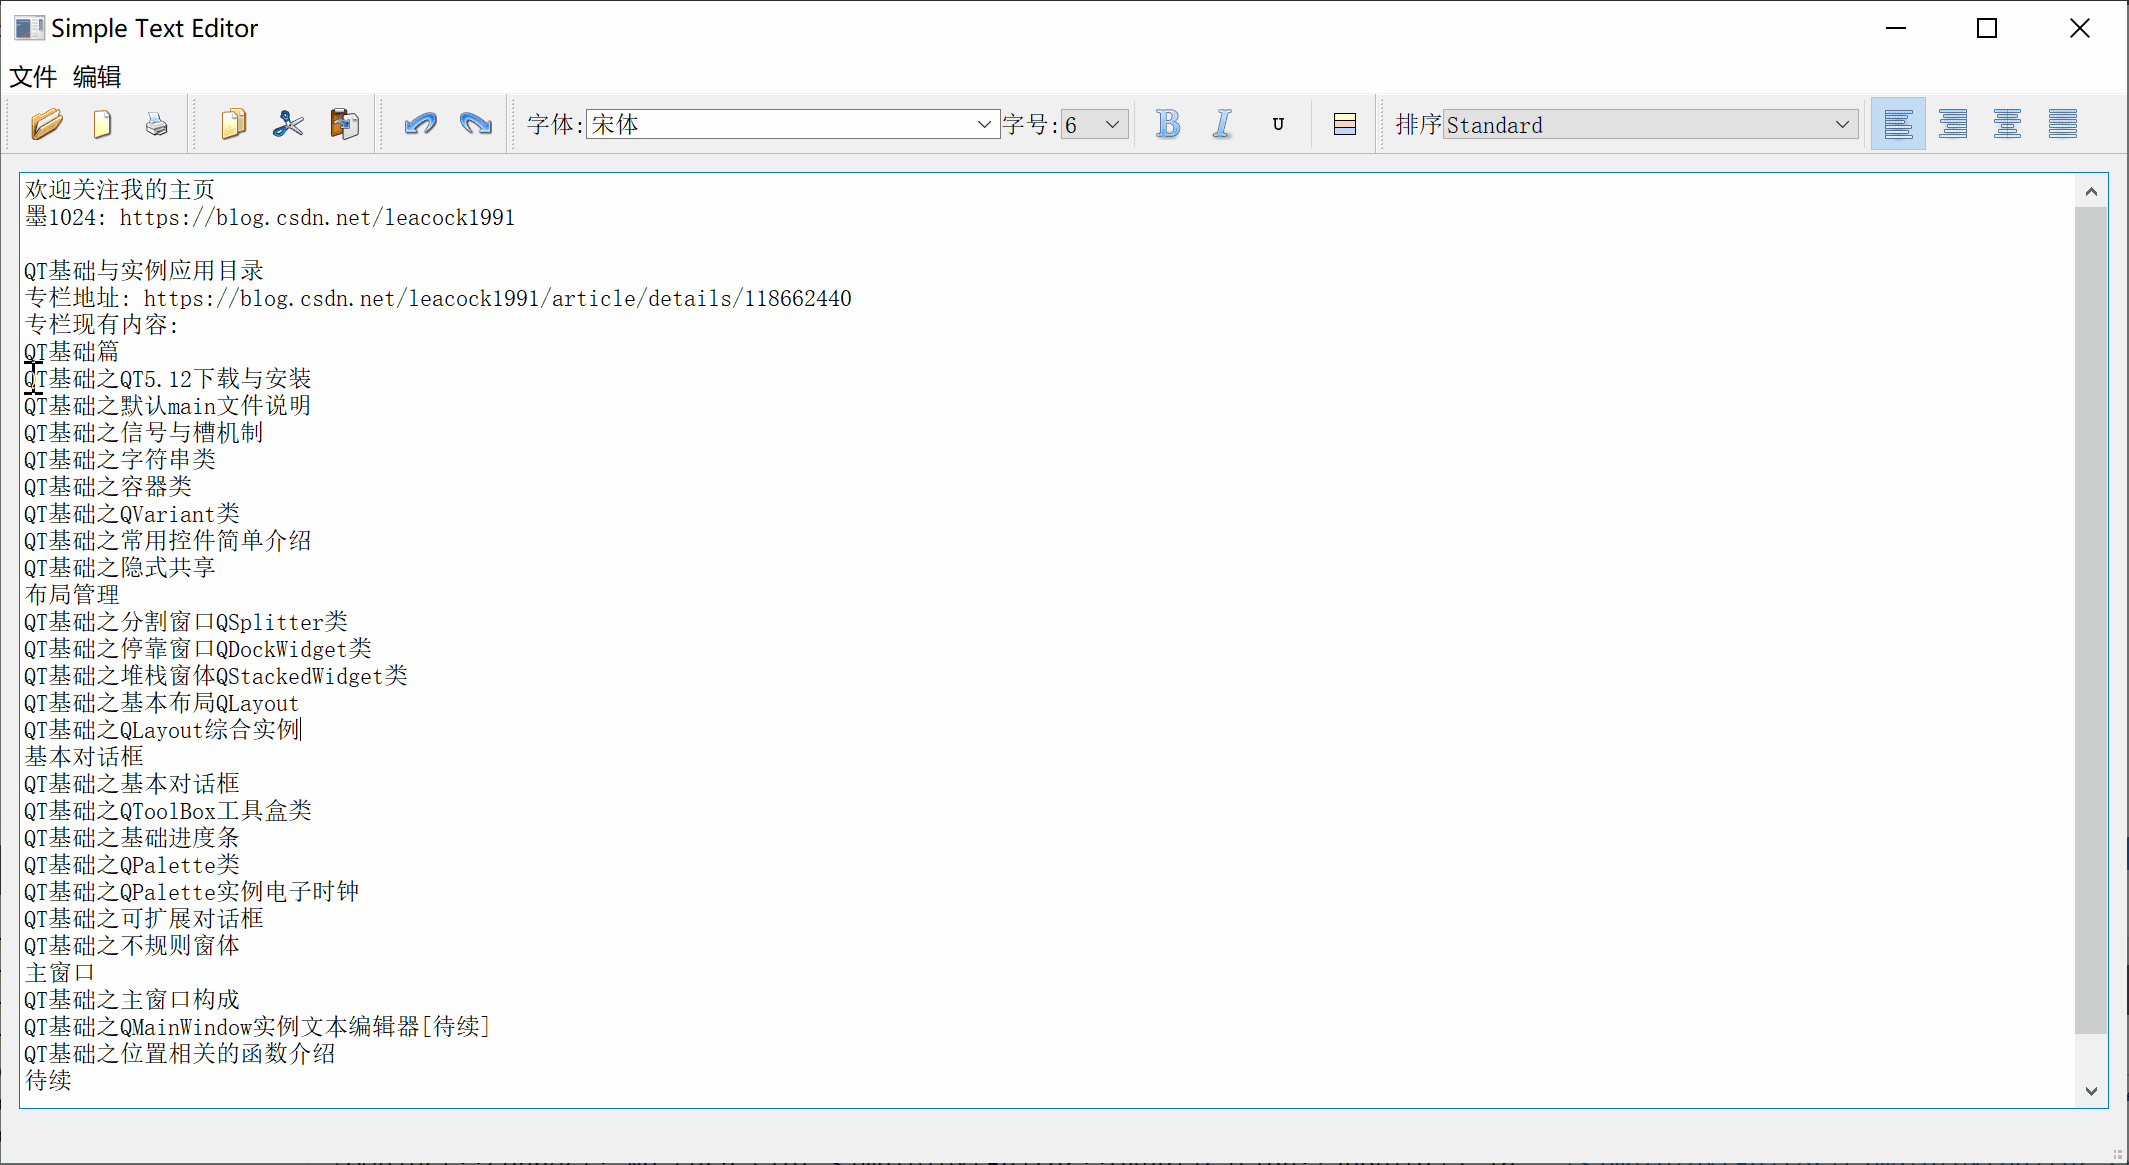 Simple Text Editor
文件 编辑
字体: 宋体 字号: 6 B I U 排序 Standard
欢迎关注我的主页
墨1024: https://blog.csdn.net/leacock1991
QT基础与实例应用目录
专栏地址: https://blog.csdn.net/leacock1991/article/details/118662440
专栏现有内容:
QT基础篇
QT基础之QT5.12下载与安装
QT基础之默认main文件说明
QT基础之信号与槽机制
QT基础之字符串类
QT基础之容器类
QT基础之QVariant类
QT基础之常用控件简单介绍
QT基础之隐式共享
布局管理
QT基础之分割窗口QSplitter类
QT基础之停靠窗口QDockWidget类
QT基础之堆栈窗体QStackedWidget类
QT基础之基本布局QLayout
QT基础之QLayout综合实例
基本对话框
QT基础之基本对话框
QT基础之QToolBox工具盒类
QT基础之基础进度条
QT基础之QPalette类
QT基础之QPalette实例电子时钟
QT基础之可扩展对话框
QT基础之不规则窗体
主窗口
QT基础之主窗口构成
QT基础之QMainWindow实例文本编辑器[待续]
QT基础之位置相关的函数介绍
待续